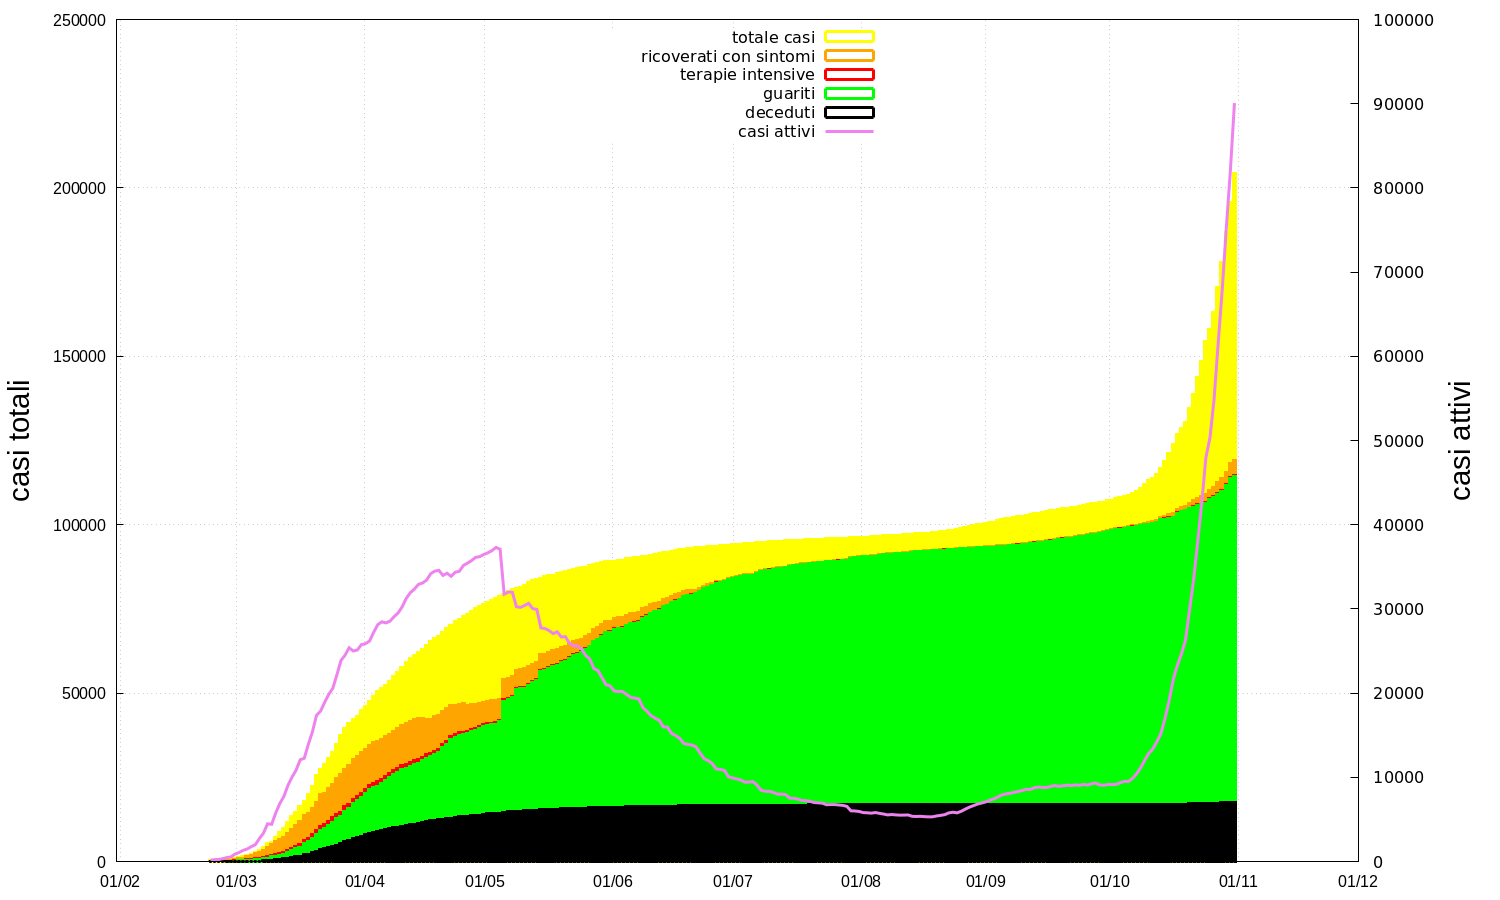 totale casi
ricoverati con sintomi
terapie intensive
guariti
deceduti
casi attivi
casi totali
250000
200000
150000
100000
50000
0
100000
90000
80000
70000
60000
50000
40000
30000
20000
10000
0
casi attivi
01/02 01/03 01/04 01/05 01/06 01/07 01/08 01/09 01/10 01/11 01/12